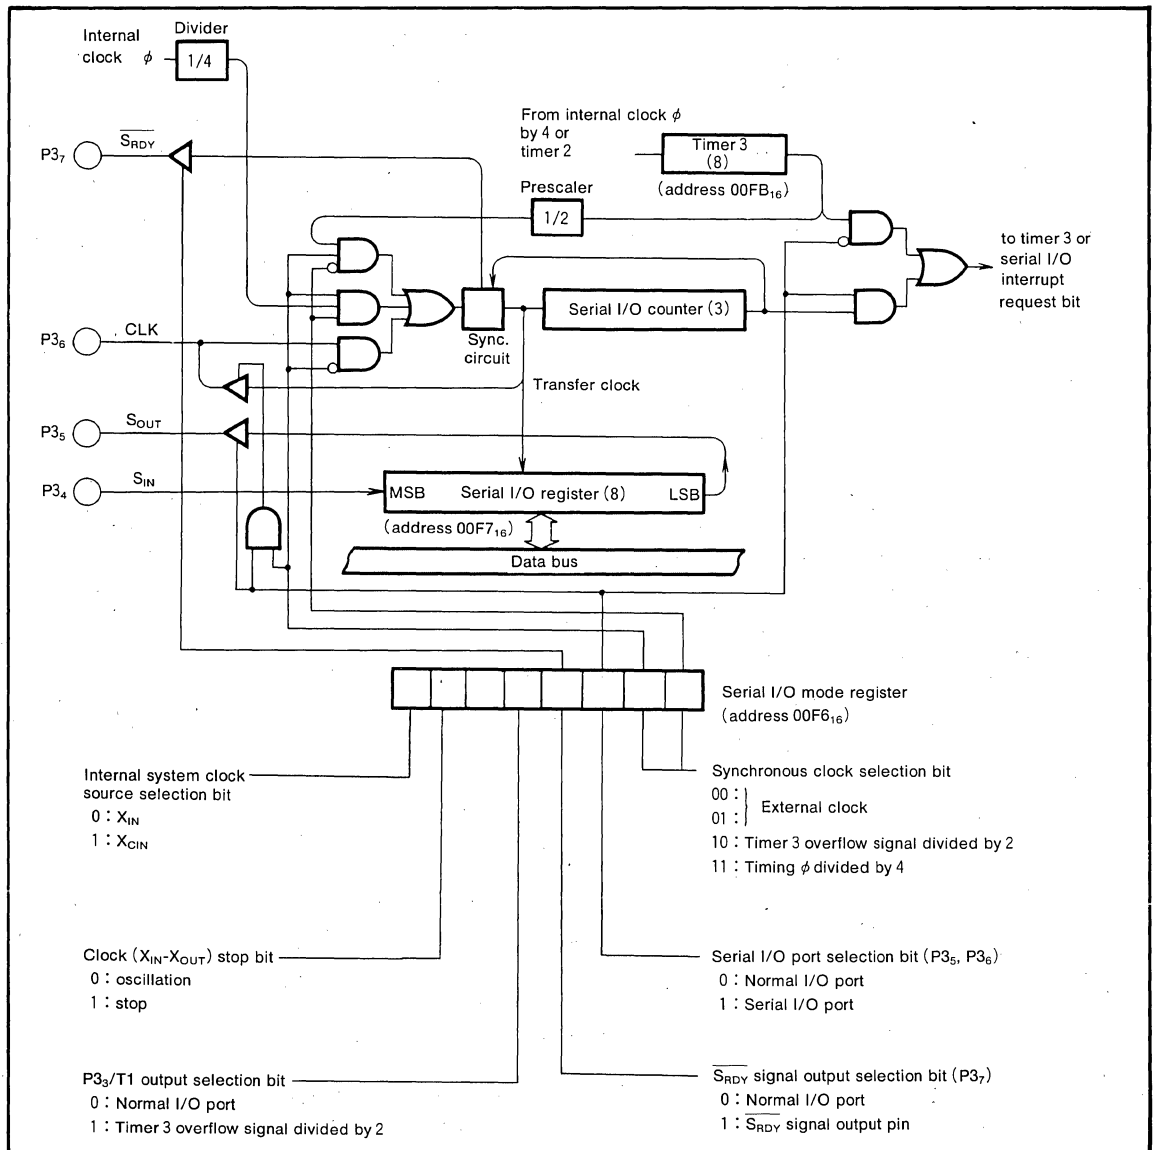 Internal
clock φ
Divider
1/4
P3₇
S̅R̅D̅Y̅
From internal clock φ
by 4 or
timer 2
Timer 3
(8)
(address 00FB₁₆)
Prescaler
1/2
to timer 3 or
serial I/O
interrupt
request bit
P3₆
CLK
Sync.
circuit
Serial I/O counter (3)
Transfer clock
P3₅
SOUT
P3₄
SIN
MSB Serial I/O register (8) LSB
(address 00F7₁₆)
Data bus
Serial I/O mode register
(address 00F6₁₆)
Internal system clock
source selection bit
0 : XIN
1 : XCIN
Synchronous clock selection bit
00 :
01 :
External clock
10 : Timer 3 overflow signal divided by 2
11 : Timing φ divided by 4
Clock (XIN-XOUT) stop bit
0 : oscillation
1 : stop
Serial I/O port selection bit (P3₅, P3₆)
0 : Normal I/O port
1 : Serial I/O port
P3₃/T1 output selection bit
0 : Normal I/O port
1 : Timer 3 overflow signal divided by 2
S̅R̅D̅Y̅ signal output selection bit (P3₇)
0 : Normal I/O port
1 : S̅R̅D̅Y̅ signal output pin